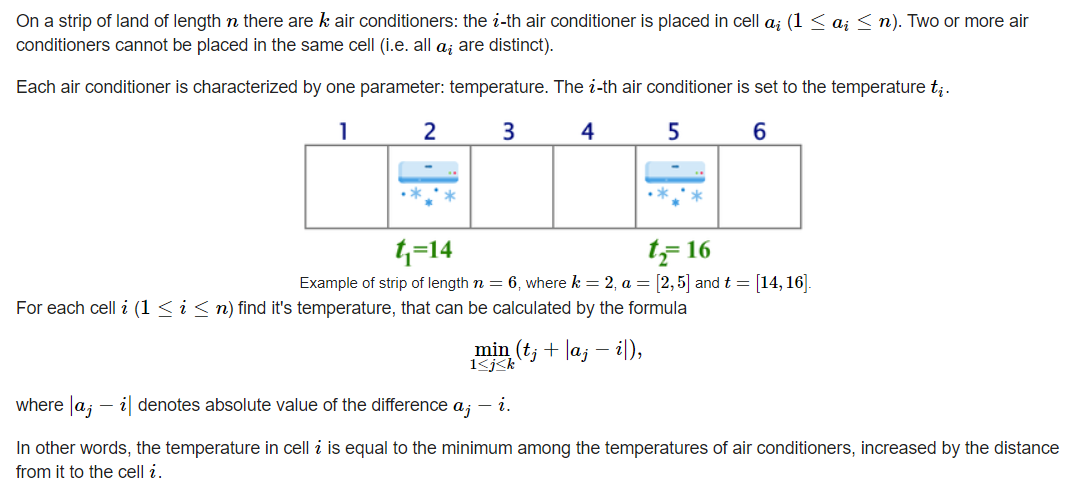 On a strip of land of length n there are k air conditioners: the i-th air conditioner is placed in cell a_i (1 ≤ a_i ≤ n). Two or more air
conditioners cannot be placed in the same cell (i.e. all a_i are distinct).
Each air conditioner is characterized by one parameter: temperature. The i-th air conditioner is set to the temperature t_i.
1 2 3 4 5 6
t_1=14 t_2= 16
Example of strip of length n = 6, where k = 2, a = [2, 5] and t = [14, 16].
For each cell i (1 ≤ i ≤ n) find it's temperature, that can be calculated by the formula
min_{1≤j≤k} (t_j + |a_j − i|),
where |a_j − i| denotes absolute value of the difference a_j − i.
In other words, the temperature in cell i is equal to the minimum among the temperatures of air conditioners, increased by the distance
from it to the cell i.